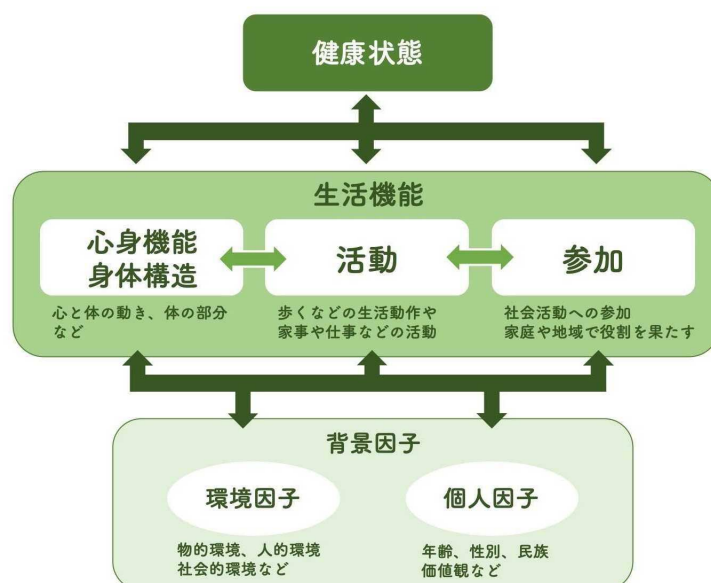 健康状態
生活機能
心身機能
身体構造
活動
参加
心と体の動き、体の部分
など
歩くなどの生活動作や
家事や仕事などの活動
社会活動への参加
家庭や地域で役割を果たす
背景因子
環境因子
個人因子
物的環境、人的環境
社会的環境など
年齢、性別、民族
価値観など